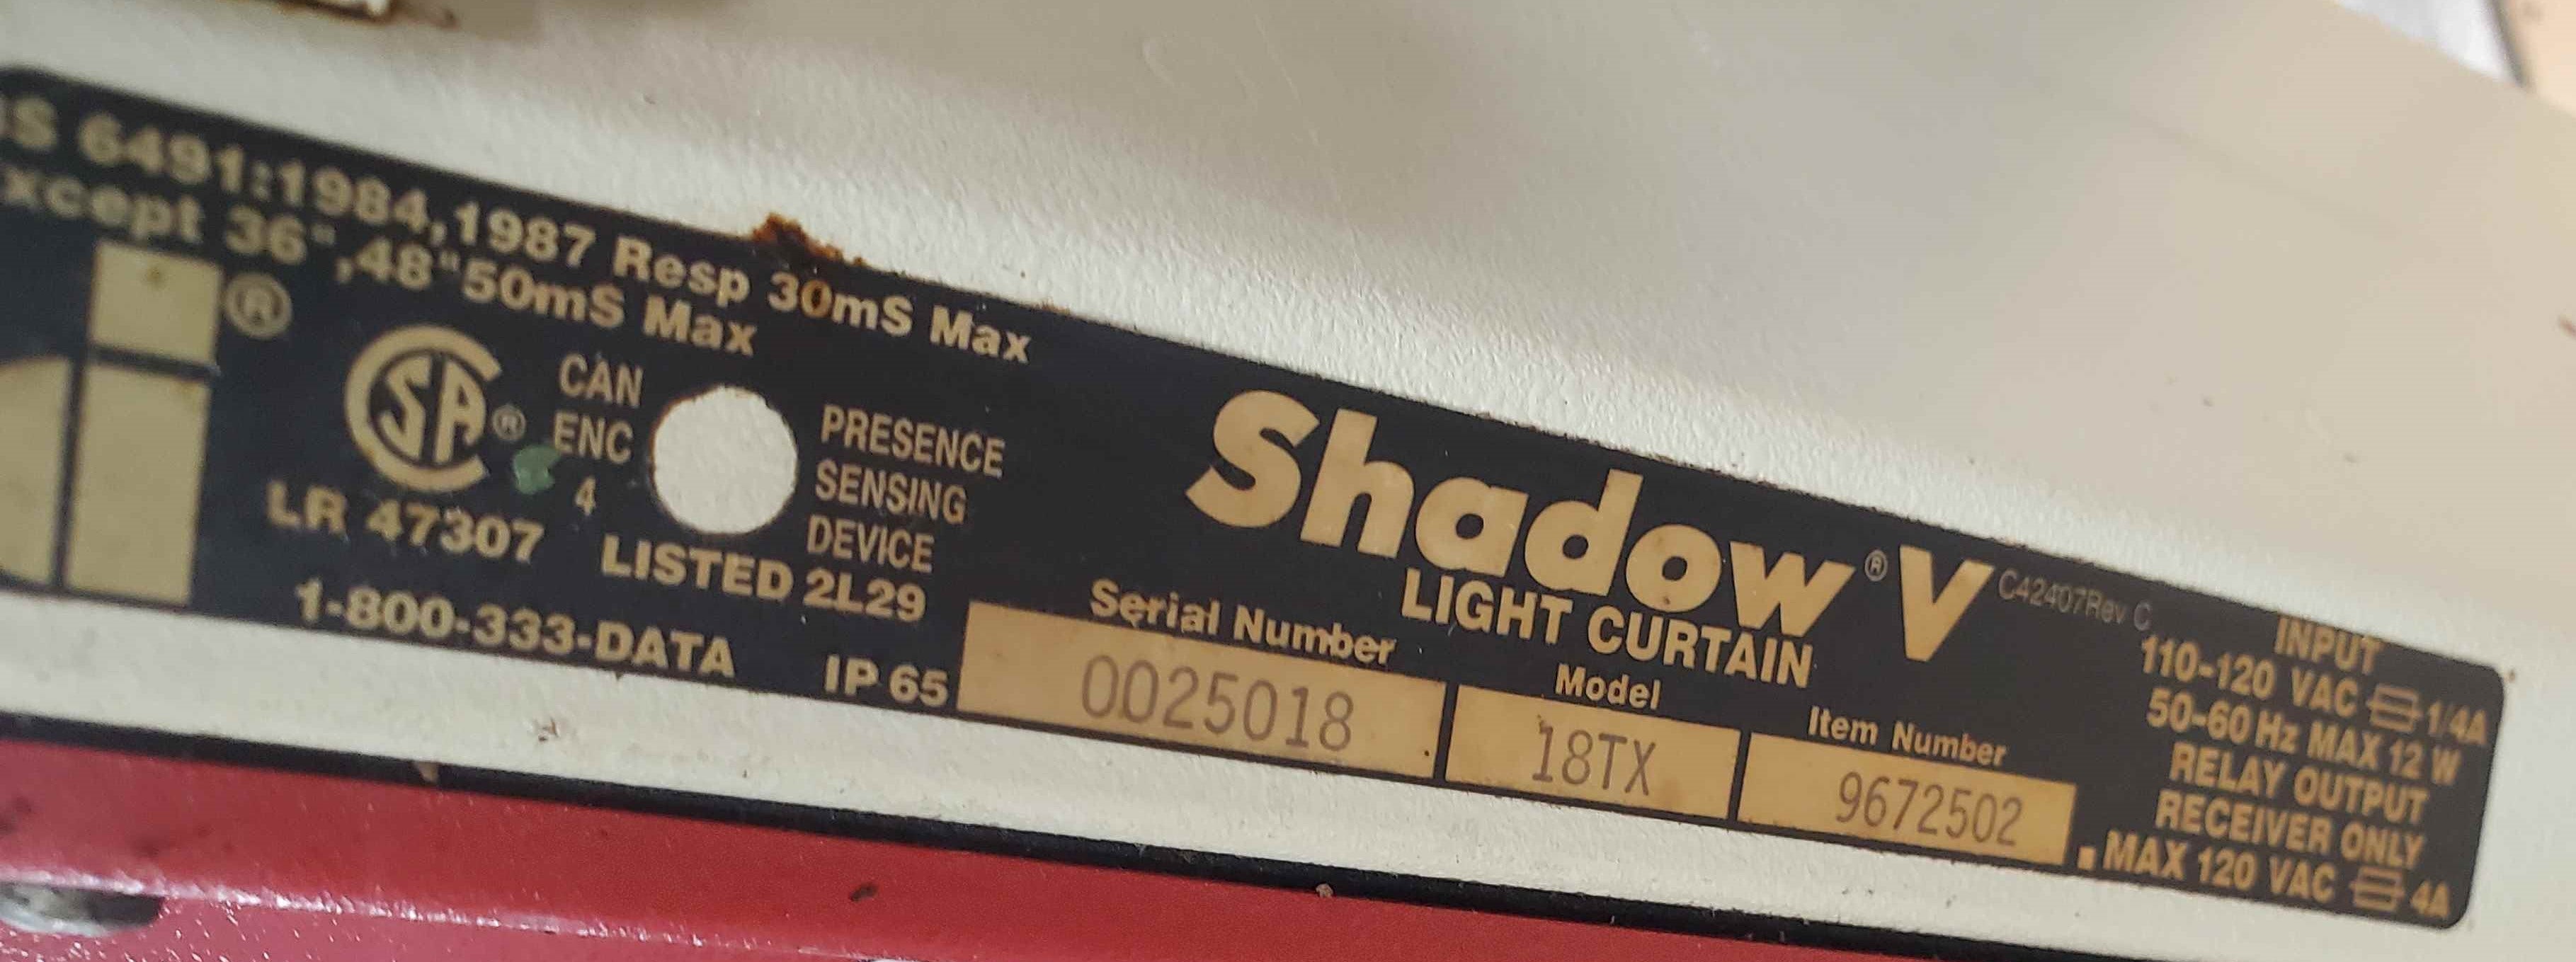 S 6491:1984,1987 Resp 30mS Max
xcept 36",48"50mS Max
®
CSA® CAN
ENC
4
LR 47307
PRESENCE
SENSING
DEVICE
LISTED 2L29
1-800-333-DATA
IP 65
Shadow® V
LIGHT CURTAIN
C42407Rev C
Serial Number
0025018
Model
18TX
Item Number
9672502
INPUT
110-120 VAC 1/4A
50-60 Hz MAX 12 W
RELAY OUTPUT
RECEIVER ONLY
MAX 120 VAC 4A